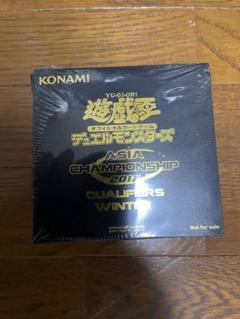 KONAMI
YU-GI-OH!
遊戯王
オフィシャルカードゲーム
デュエルモンスターズ
ASIA
CHAMPIONSHIP
2017
QUALIFIERS
WINTER
Not for sale